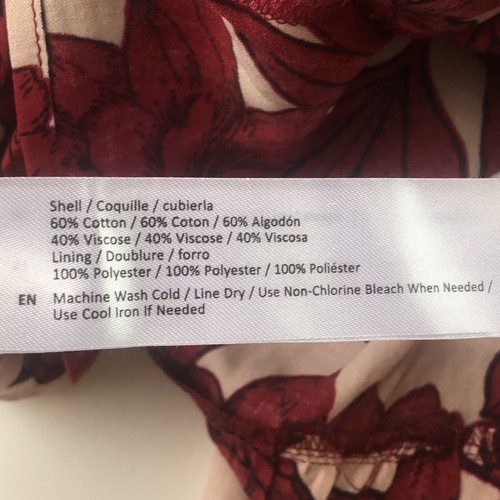 Shell / Coquille / cubierla
60% Cotton / 60% Coton / 60% Algodón
40% Viscose / 40% Viscose / 40% Viscosa
Lining / Doublure / forro
100% Polyester / 100% Polyester / 100% Poliéster
EN Machine Wash Cold / Line Dry / Use Non-Chlorine Bleach When Needed /
Use Cool Iron If Needed